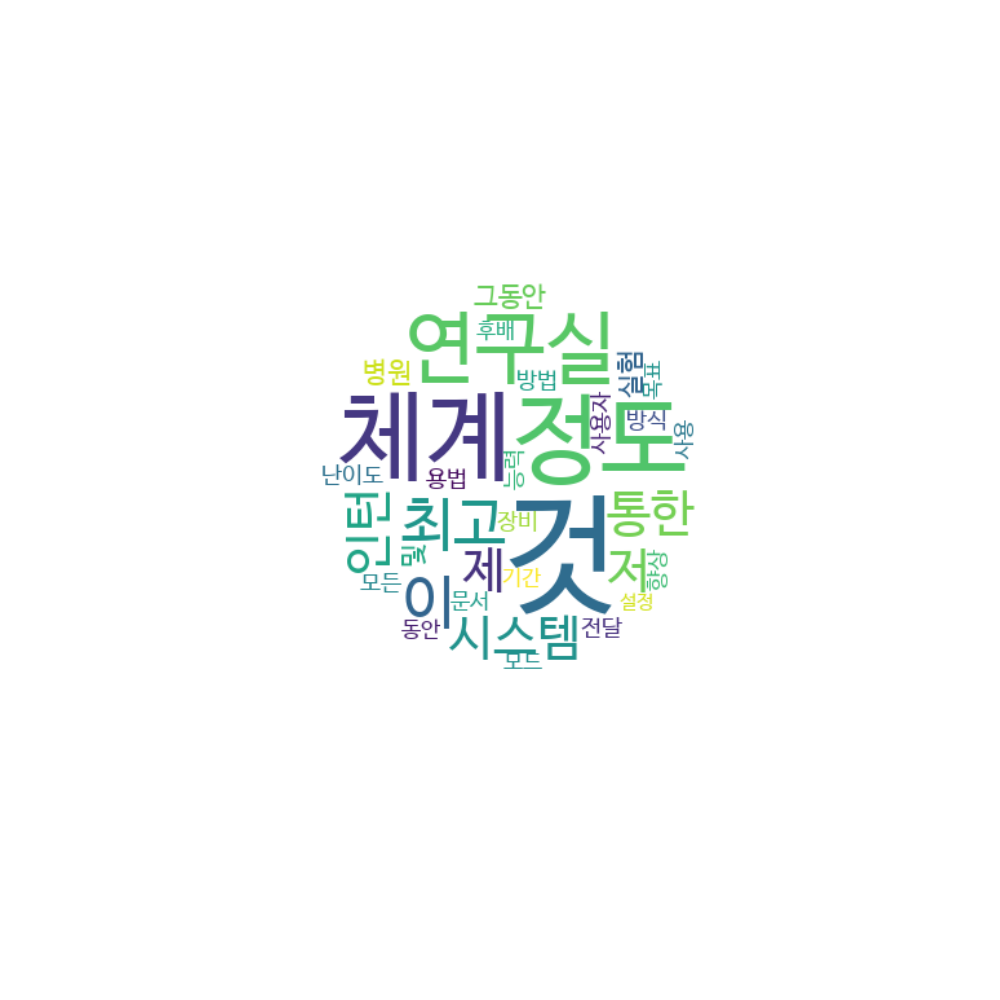 그동안
연구실
후배
병원
방법
실험
목표
체계
정도
사용자
방식
사용
난이도
용법
능력
인턴
최고
및
장비
것
통한
이
제
기간
저
향상
모든
문서
설정
동안
시스템
전달
모드